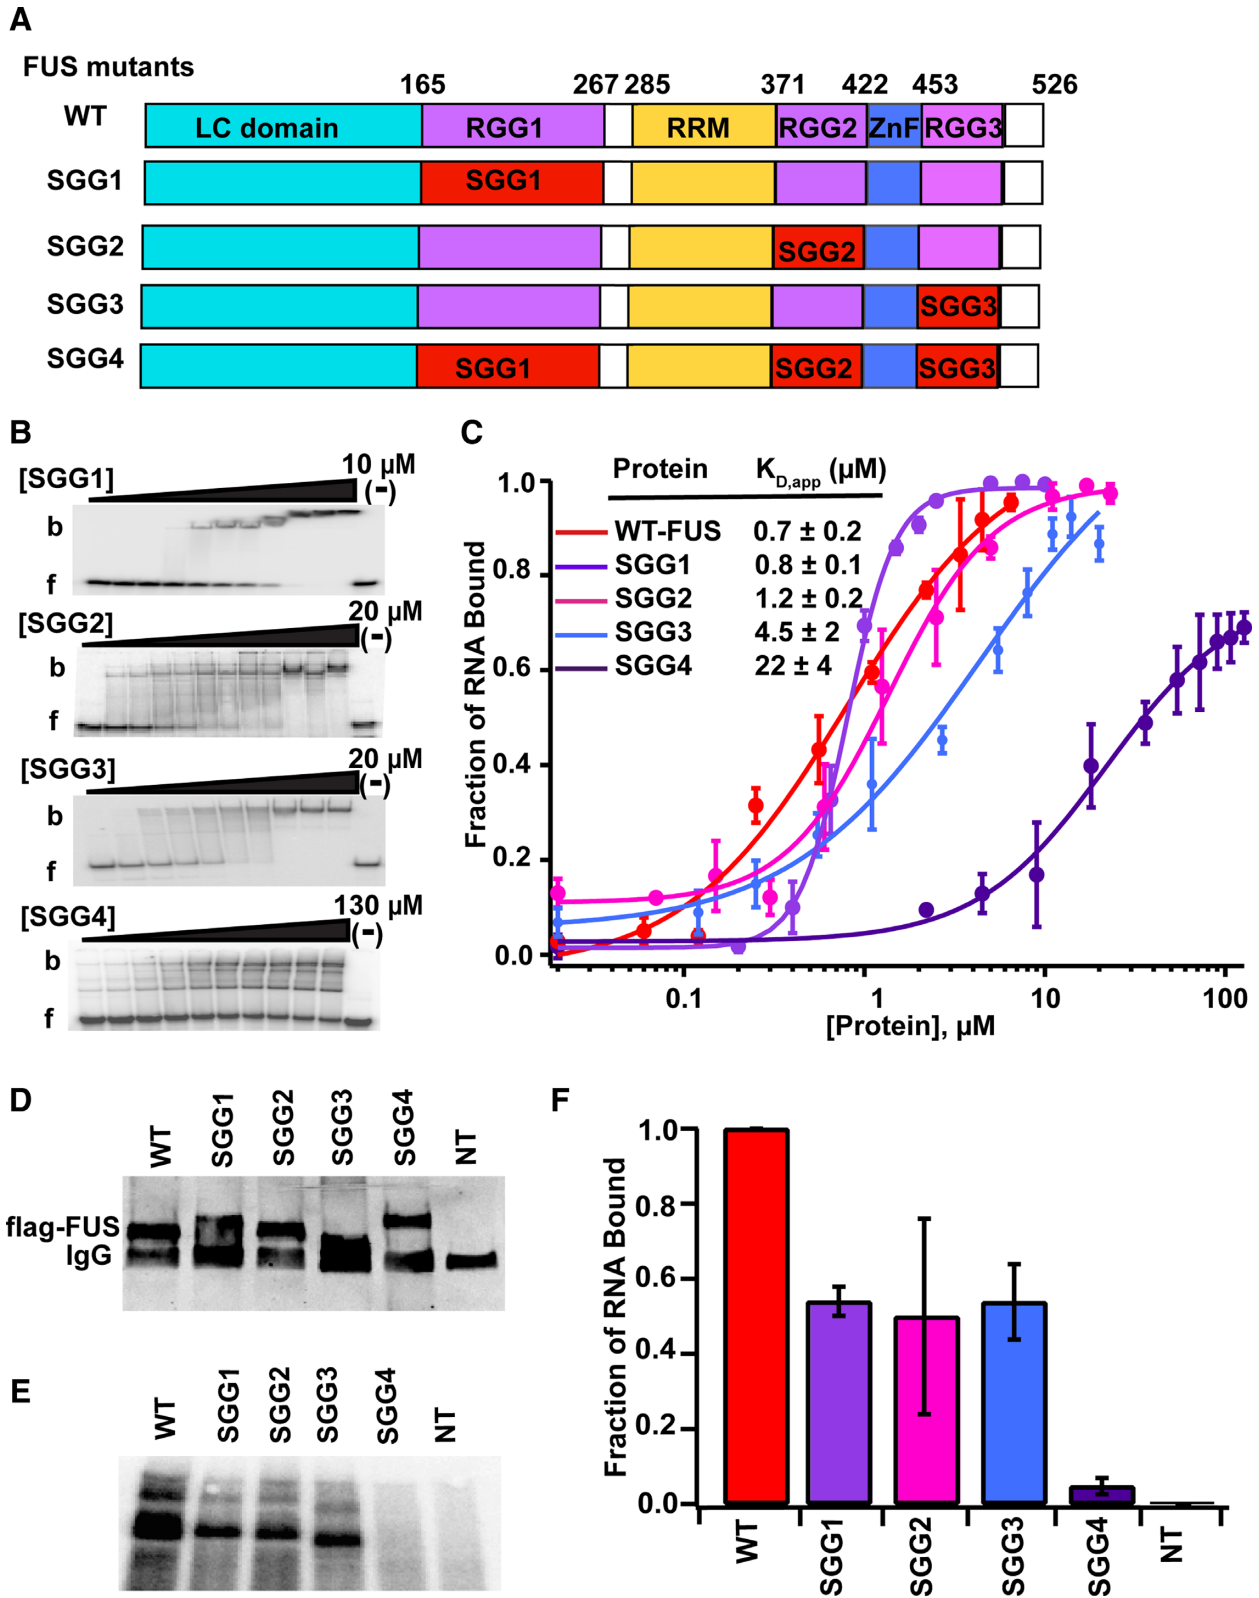 A
FUS mutants
165 267 285 371 422 453 526
WT LC domain RGG1 RRM RGG2 ZnF RGG3
SGG1 SGG1
SGG2 SGG2
SGG3 SGG3
SGG4 SGG1 SGG2 SGG3
B
[SGG1] 10 µM
(-)
b
f
[SGG2] 20 µM
(-)
b
f
[SGG3] 20 µM
(-)
b
f
[SGG4] 130 µM
(-)
b
f
C
Protein K D,app (µM)
WT-FUS 0.7 ± 0.2
SGG1 0.8 ± 0.1
SGG2 1.2 ± 0.2
SGG3 4.5 ± 2
SGG4 22 ± 4
Fraction of RNA Bound
1.0
0.8
0.6
0.4
0.2
0.0
0.1 1 10 100
[Protein], µM
D
WT SGG1 SGG2 SGG3 SGG4 NT
flag-FUS
IgG
E
WT SGG1 SGG2 SGG3 SGG4 NT
F
Fraction of RNA Bound
1.0
0.8
0.6
0.4
0.2
0.0
WT SGG1 SGG2 SGG3 SGG4 NT